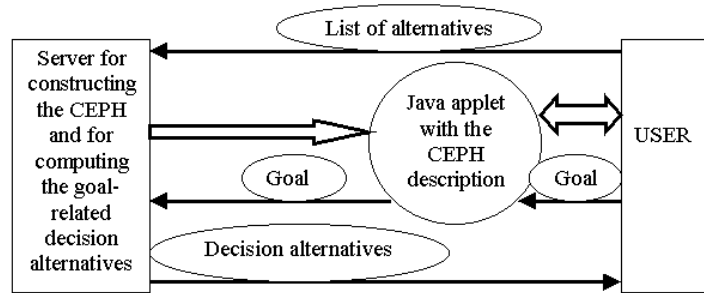 List of alternatives
Server for
constructing
the CEPH
and for
computing
the goal-
related
decision
alternatives
Java applet
with the
CEPH
description
USER
Goal
Goal
Decision alternatives